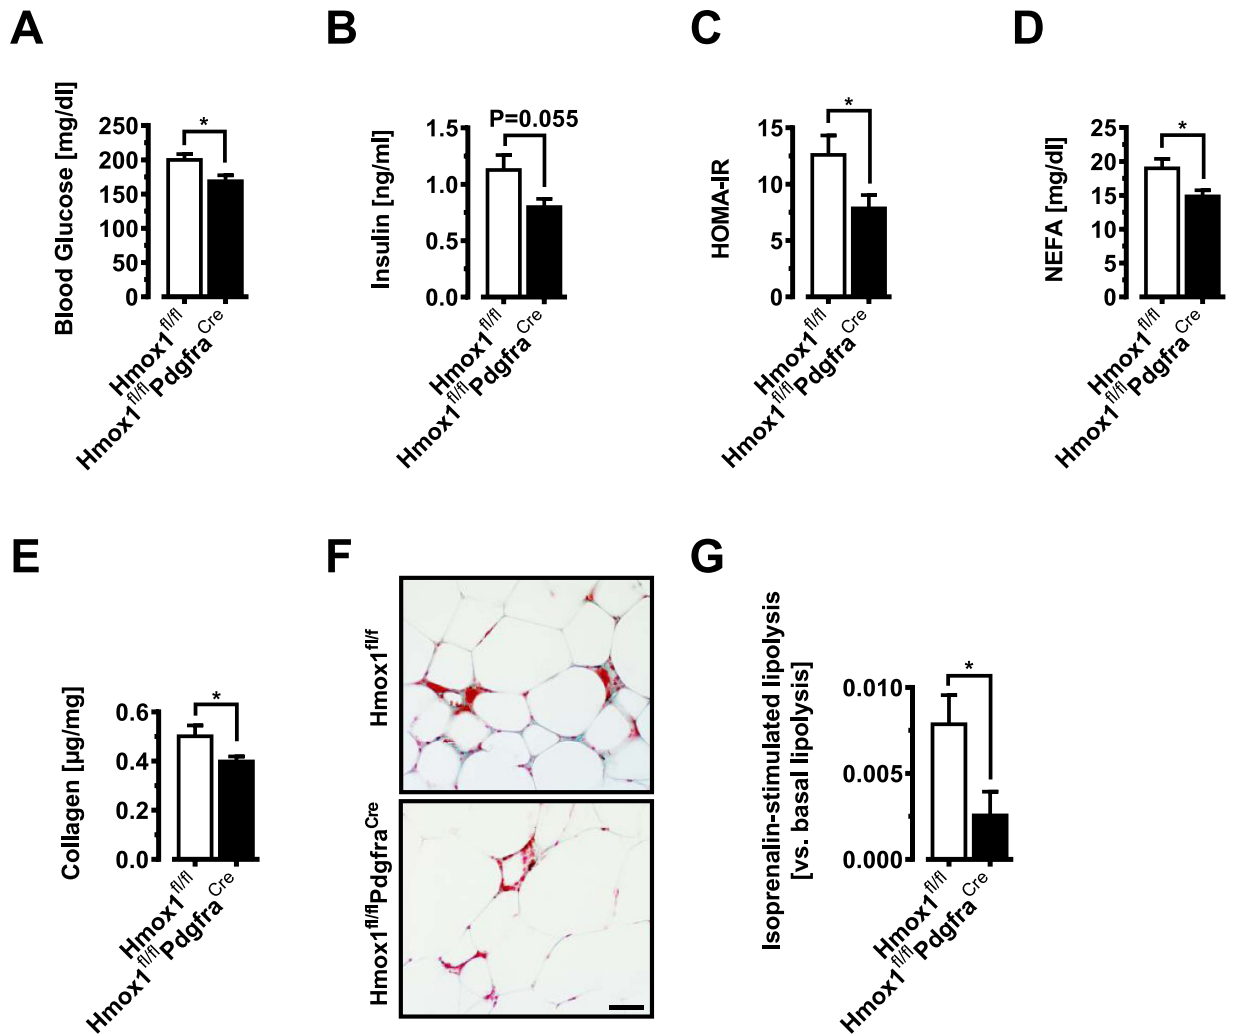 A
Blood Glucose [mg/dl]
250
200
150
100
50
0
*
Hmox1fl/fl
Hmox1fl/flPdgfraCre
B
Insulin [ng/ml]
1.5
1.0
0.5
0.0
P=0.055
Hmox1fl/fl
Hmox1fl/flPdgfraCre
C
HOMA-IR
15
10
5
0
*
Hmox1fl/fl
Hmox1fl/flPdgfraCre
D
NEFA [mg/dl]
25
20
15
10
5
0
*
Hmox1fl/fl
Hmox1fl/flPdgfraCre
E
Collagen [µg/mg]
0.6
0.4
0.2
0.0
*
Hmox1fl/fl
Hmox1fl/flPdgfraCre
F
Hmox1fl/f
Hmox1fl/flPdgfraCre
G
Isoprenalin-stimulated lipolysis
[vs. basal lipolysis]
0.010
0.005
0.000
*
Hmox1fl/fl
Hmox1fl/flPdgfraCre